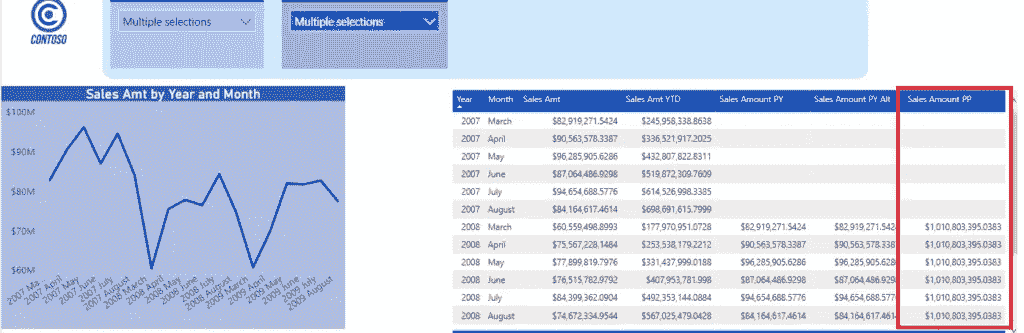 CONTOSO
Multiple selections
Multiple selections
Sales Amt by Year and Month
$100M
$90M
$80M
$70M
$60M
2007 April
2007 May
2007 June
2007 July
2007 August
2008 March
2008 April
2008 May
2008 June
2008 July
2008 August
2009 March
2009 April
2009 May
2009 June
2009 July
2009 August
Year Month Sales Amt Sales Amt YTD Sales Amount PY Sales Amount PY Alt Sales Amount PP
2007 March $82,919,271.5424 $245,958,338.8638
2007 April $90,563,578.3387 $336,521,917.2025
2007 May $96,285,905.6286 $432,807,822.8311
2007 June $87,064,486.9298 $519,872,309.7609
2007 July $94,654,688.5776 $614,526,998.3385
2007 August $84,164,617.4614 $698,691,615.7999
2008 March $60,559,498.8993 $177,970,951.0728 $82,919,271.5424 $82,919,271.5424 $1,010,803,395.0383
2008 April $75,567,228.1484 $253,538,179.2212 $90,563,578.3387 $90,563,578.3387 $1,010,803,395.0383
2008 May $77,899,819.7976 $331,437,999.0188 $96,285,905.6286 $96,285,905.6286 $1,010,803,395.0383
2008 June $76,515,782.9792 $407,953,781.998 $87,064,486.9298 $87,064,486.9298 $1,010,803,395.0383
2008 July $84,399,362.0904 $492,353,144.0884 $94,654,688.5776 $94,654,688.5776 $1,010,803,395.0383
2008 August $74,672,334.9544 $567,025,479.0428 $84,164,617.4614 $84,164,617.4614 $1,010,803,395.0383